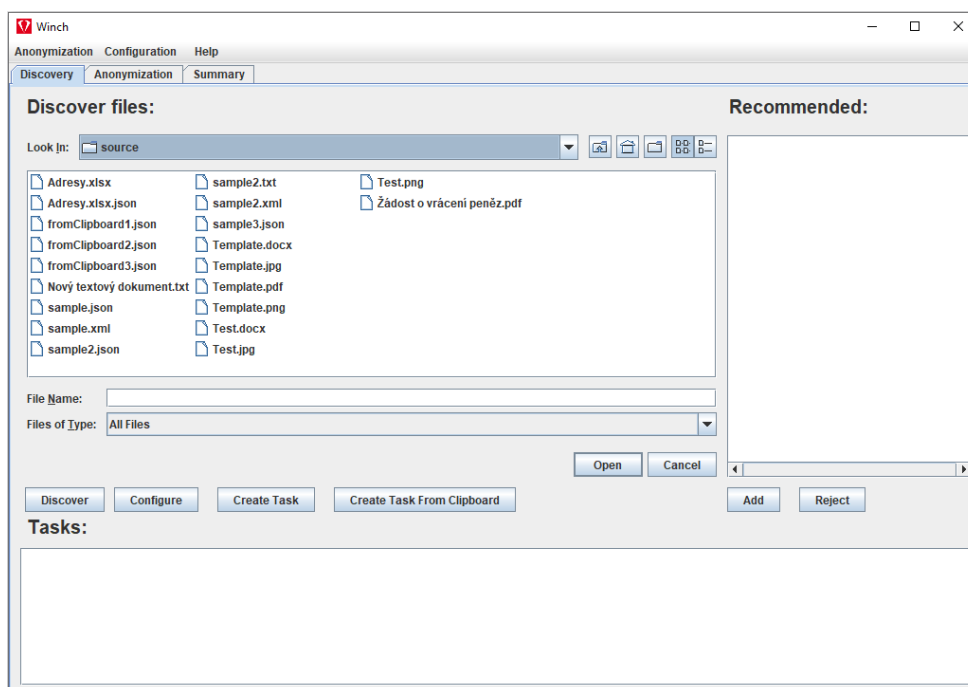 Winch
Anonymization Configuration Help
Discovery Anonymization Summary
Discover files:
Look In: source
Adresy.xlsx
Adresy.xlsx.json
fromClipboard1.json
fromClipboard2.json
fromClipboard3.json
Nový textový dokument.txt
sample.json
sample.xml
sample2.json
sample2.txt
sample2.xml
sample3.json
Template.docx
Template.jpg
Template.pdf
Template.png
Test.docx
Test.jpg
Test.png
Žádost o vrácení peněz.pdf
File Name:
Files of Type: All Files
Open Cancel
Discover Configure Create Task Create Task From Clipboard
Recommended:
Add Reject
Tasks: